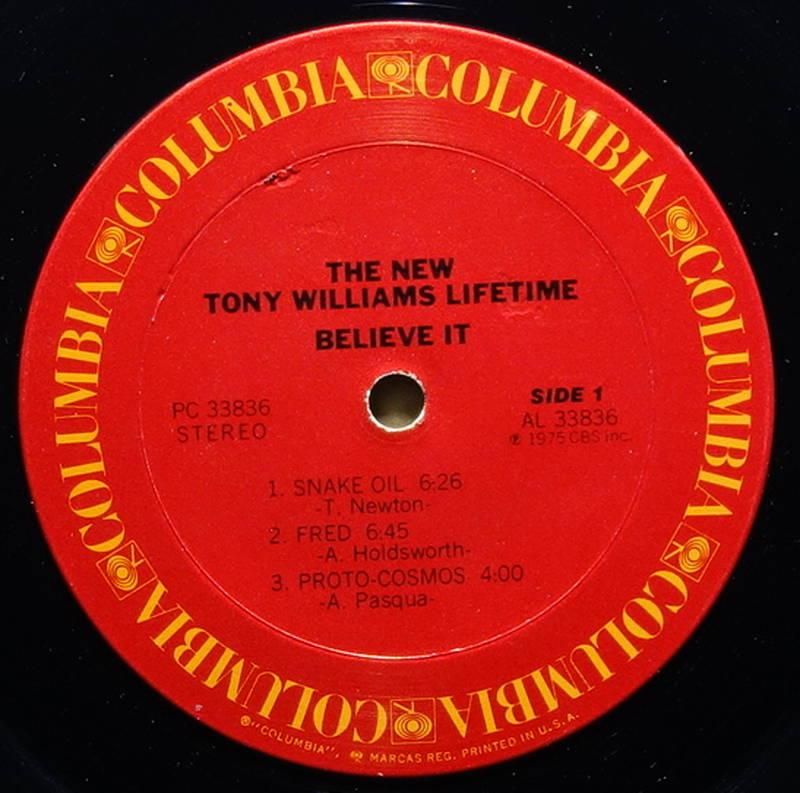 COLUMBIA COLUMBIA COLUMBIA COLUMBIA COLUMBIA COLUMBIA COLUMBIA COLUMBIA
THE NEW
TONY WILLIAMS LIFETIME
BELIEVE IT
PC 33836
STEREO
SIDE 1
AL 33836
℗ 1975 CBS Inc.
1. SNAKE OIL 6:26
-T. Newton-
2. FRED 6:45
-A. Holdsworth-
3. PROTO-COSMOS 4:00
-A. Pasqua-
®"COLUMBIA", MARCAS REG. PRINTED IN U.S.A.